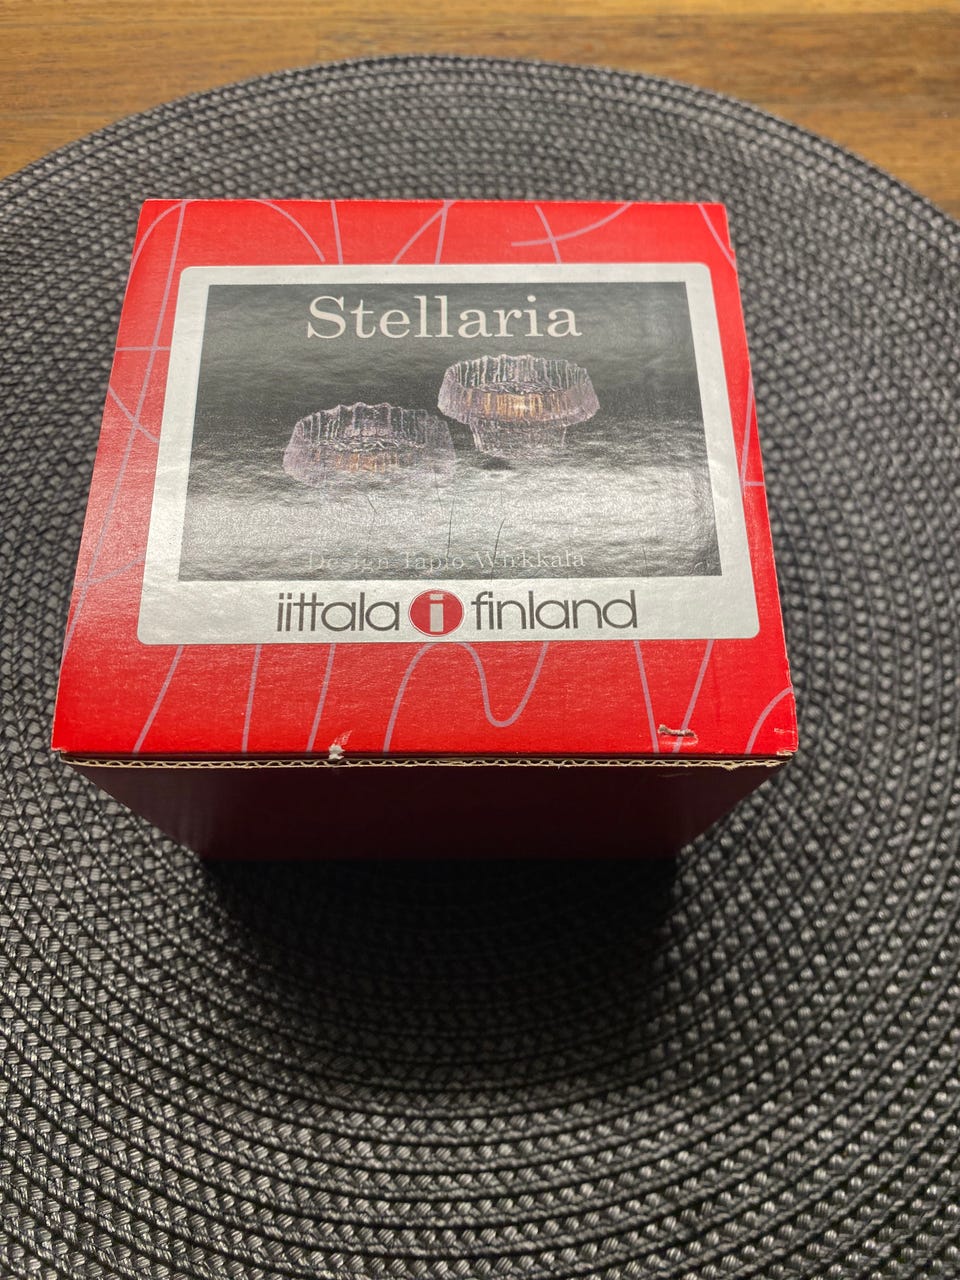 Stellaria
Design Tapio Wirkkala
iittala i finland